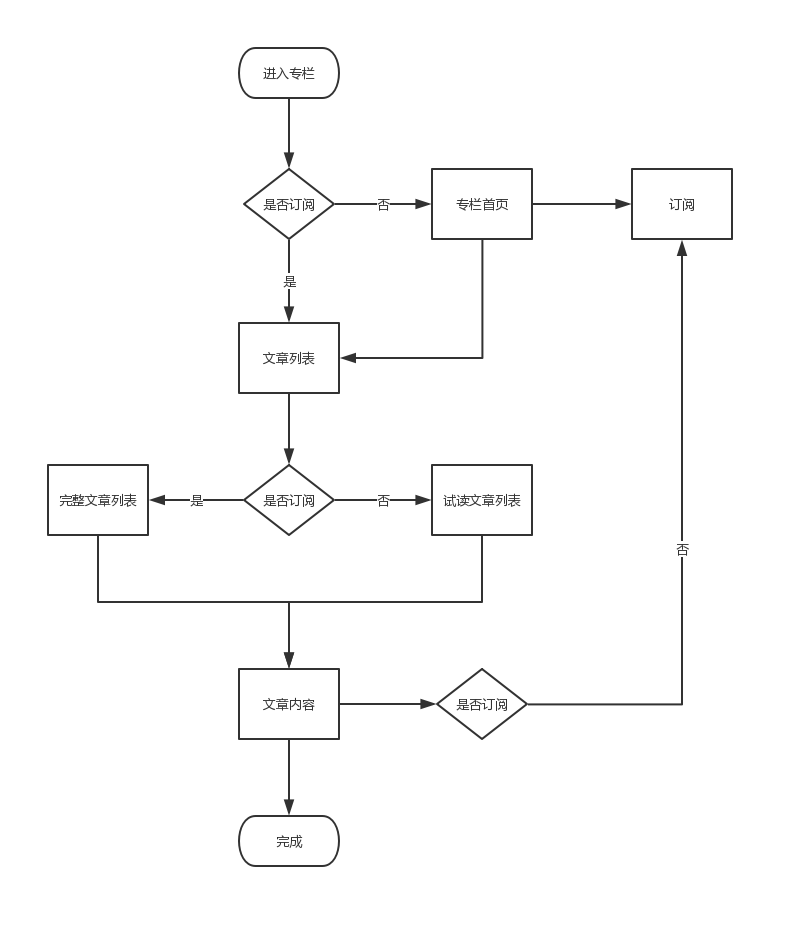 进入专栏
是否订阅
否
专栏首页
订阅
是
文章列表
完整文章列表
是
是否订阅
否
试读文章列表
否
文章内容
是否订阅
完成